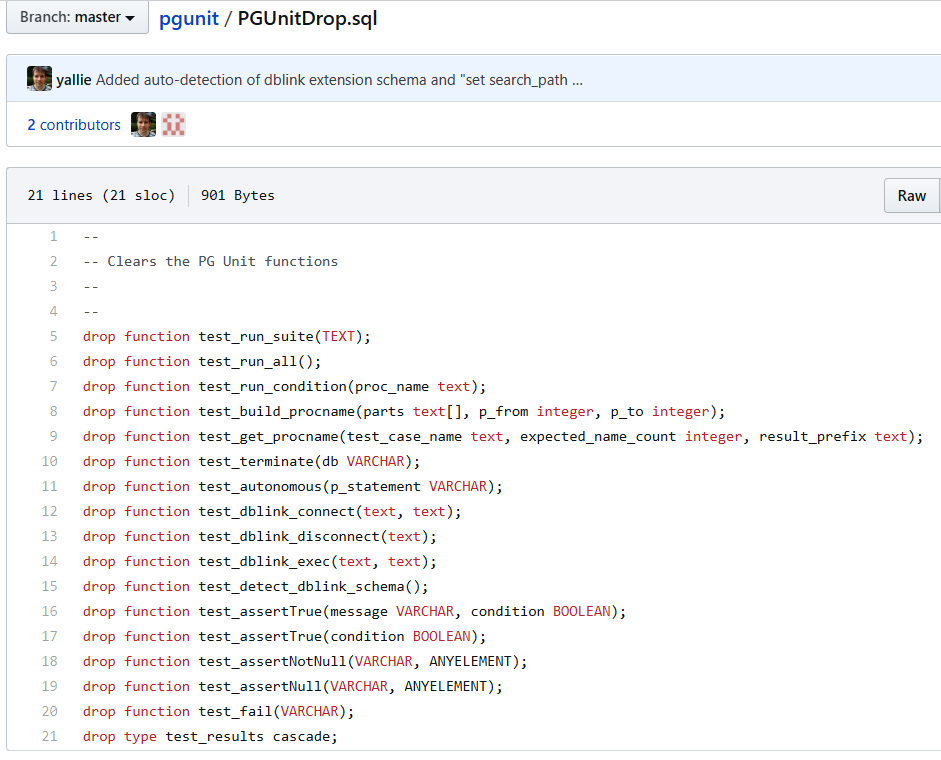 Branch: master
pgunit / PGUnitDrop.sql
yallie Added auto-detection of dblink extension schema and "set search_path ...
2 contributors
21 lines (21 sloc) 901 Bytes Raw
1 --
2 -- Clears the PG Unit functions
3 --
4 --
5 drop function test_run_suite(TEXT);
6 drop function test_run_all();
7 drop function test_run_condition(proc_name text);
8 drop function test_build_procname(parts text[], p_from integer, p_to integer);
9 drop function test_get_procname(test_case_name text, expected_name_count integer, result_prefix text);
10 drop function test_terminate(db VARCHAR);
11 drop function test_autonomous(p_statement VARCHAR);
12 drop function test_dblink_connect(text, text);
13 drop function test_dblink_disconnect(text);
14 drop function test_dblink_exec(text, text);
15 drop function test_detect_dblink_schema();
16 drop function test_assertTrue(message VARCHAR, condition BOOLEAN);
17 drop function test_assertTrue(condition BOOLEAN);
18 drop function test_assertNotNull(VARCHAR, ANYELEMENT);
19 drop function test_assertNull(VARCHAR, ANYELEMENT);
20 drop function test_fail(VARCHAR);
21 drop type test_results cascade;